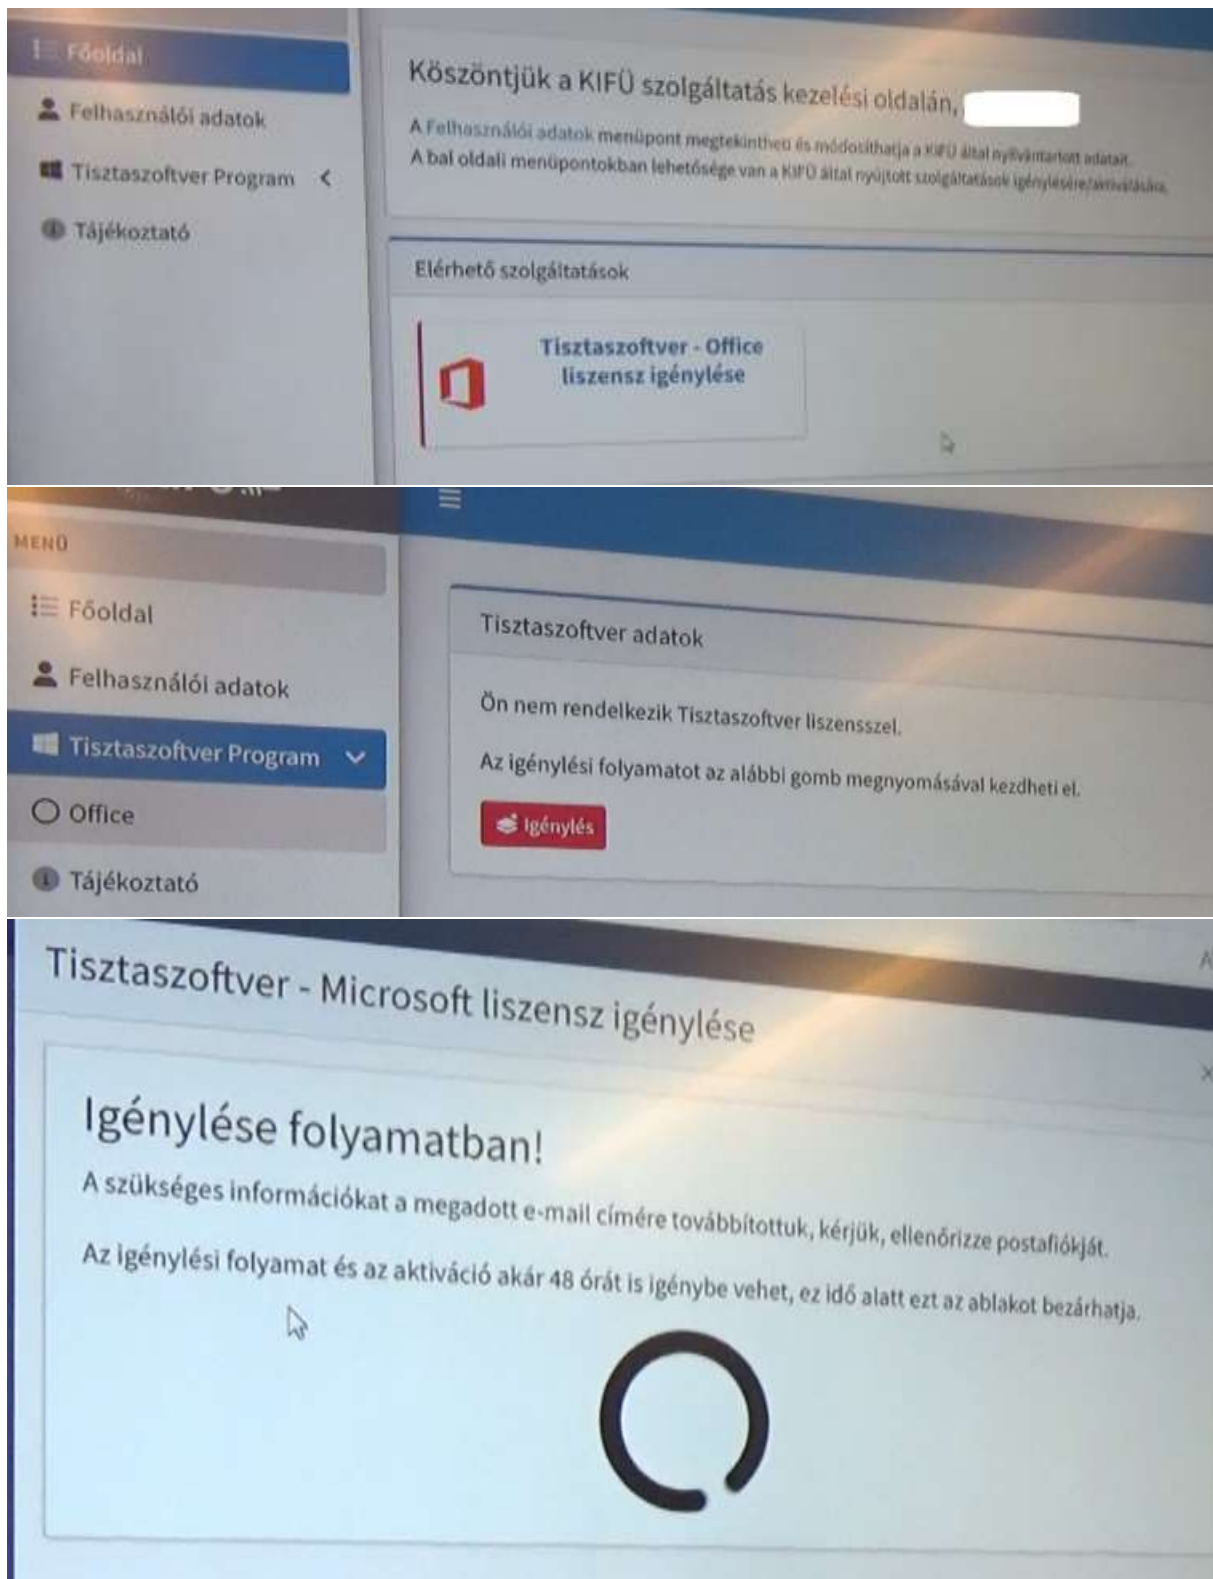 Főoldal
Felhasználói adatok
Tisztaszoftver Program
Tájékoztató
Köszöntjük a KIFÜ szolgáltatás kezelési oldalán,
A Felhasználói adatok menüpont megtekintheti és módosíthatja a KIFÜ által nyilvántartott adatait.
A bal oldali menüpontokban lehetősége van a KIFÜ által nyújtott szolgáltatások igénylésére/aktiválására.
Elérhető szolgáltatások
Tisztaszoftver - Office
liszensz igénylése
MENÜ
Főoldal
Felhasználói adatok
Tisztaszoftver Program
Office
Tájékoztató
Tisztaszoftver adatok
Ön nem rendelkezik Tisztaszoftver liszensszel.
Az igénylési folyamatot az alábbi gomb megnyomásával kezdheti el.
Igénylés
Tisztaszoftver - Microsoft liszensz igénylése
Igénylése folyamatban!
A szükséges információkat a megadott e-mail címére továbbítottuk, kérjük, ellenőrizze postafiókját.
Az igénylési folyamat és az aktiváció akár 48 órát is igénybe vehet, ez idő alatt ezt az ablakot bezárhatja.